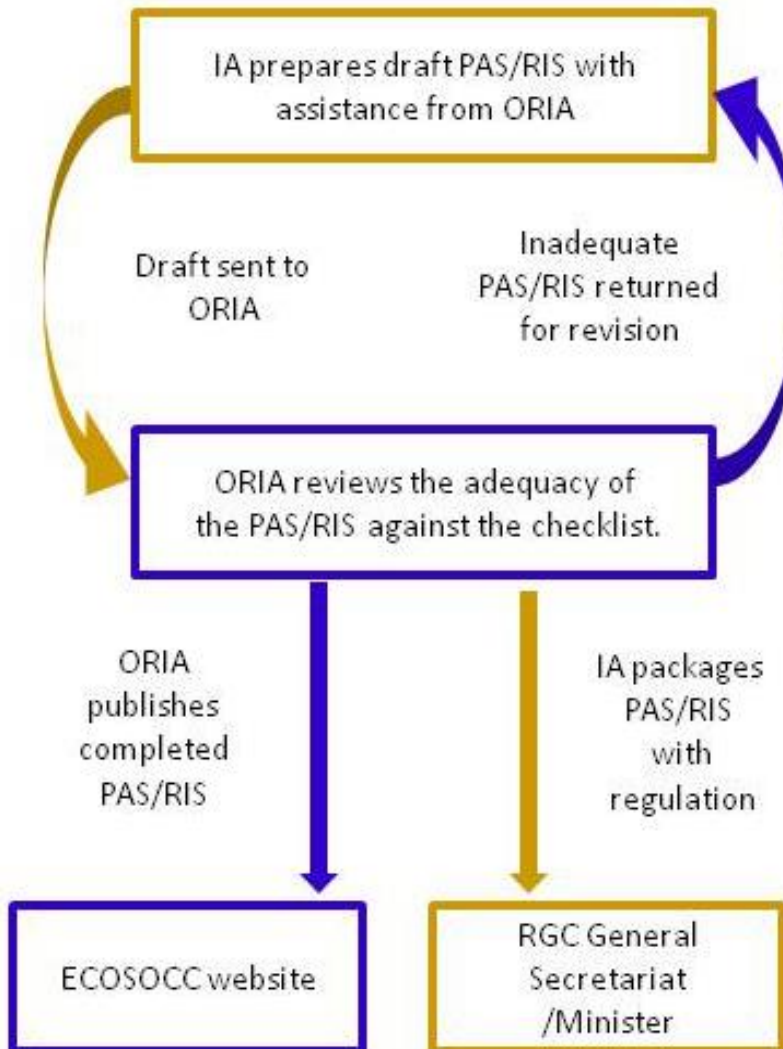 IA prepares draft PAS/RIS with
assistance from ORIA
Draft sent to
ORIA
Inadequate
PAS/RIS returned
for revision
ORIA reviews the adequacy of
the PAS/RIS against the checklist.
ORIA
publishes
completed
PAS/RIS
IA packages
PAS/RIS
with
regulation
ECOSOCC website
RGC General
Secretariat
/Minister